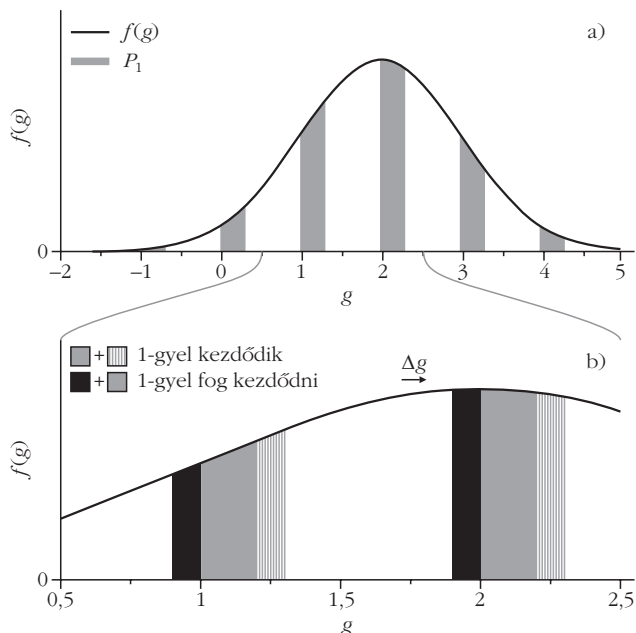 f(g)
P₁
a)
f(g)
0
–2 –1 0 1 2 3 4 5
g
+ 1-gyel kezdődik
+ 1-gyel fog kezdődni
Δg
b)
f(g)
0
0,5 1 1,5 2 2,5
g